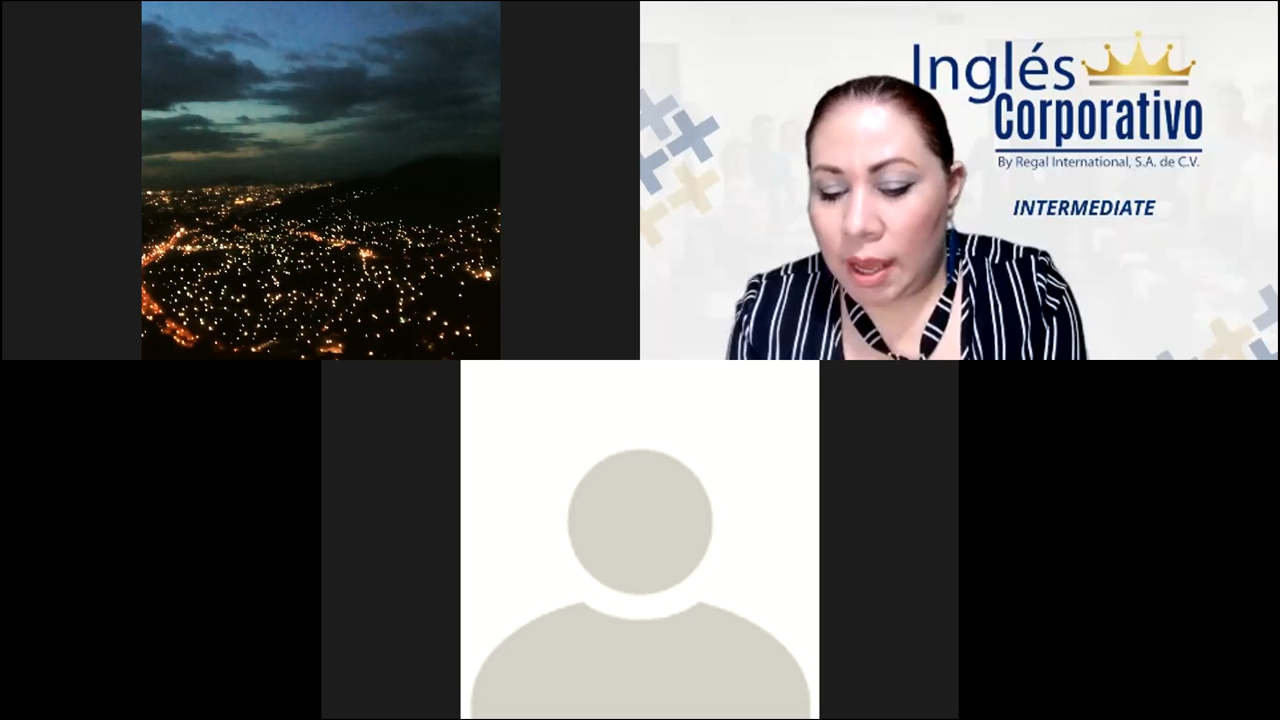 Inglés
Corporativo
By Regal International, S.A. de C.V.
INTERMEDIATE